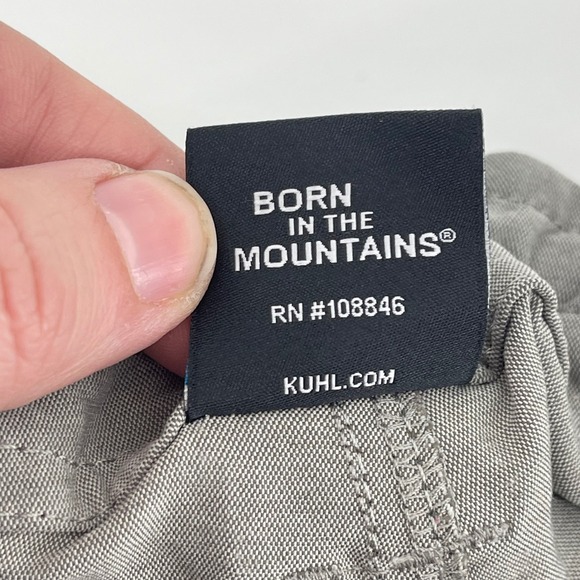 BORN
IN THE
MOUNTAINS®
RN #108846
KUHL.COM